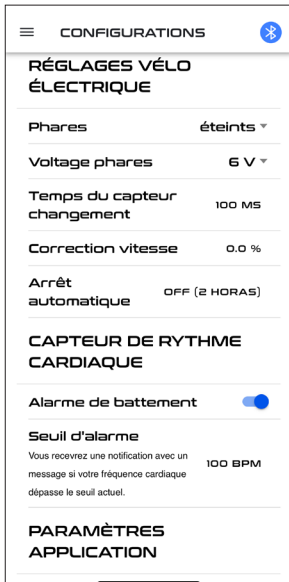 CONFIGURATIONS
RÉGLAGES VÉLO
ÉLECTRIQUE
Phares éteints
Voltage phares 6 V
Temps du capteur
changement 100 MS
Correction vitesse 0.0 %
Arrêt
automatique OFF (2 HORAS)
CAPTEUR DE RYTHME
CARDIAQUE
Alarme de battement
Seuil d'alarme
Vous recevrez une notification avec un
message si votre fréquence cardiaque 100 BPM
dépasse le seuil actuel.
PARAMÈTRES
APPLICATION